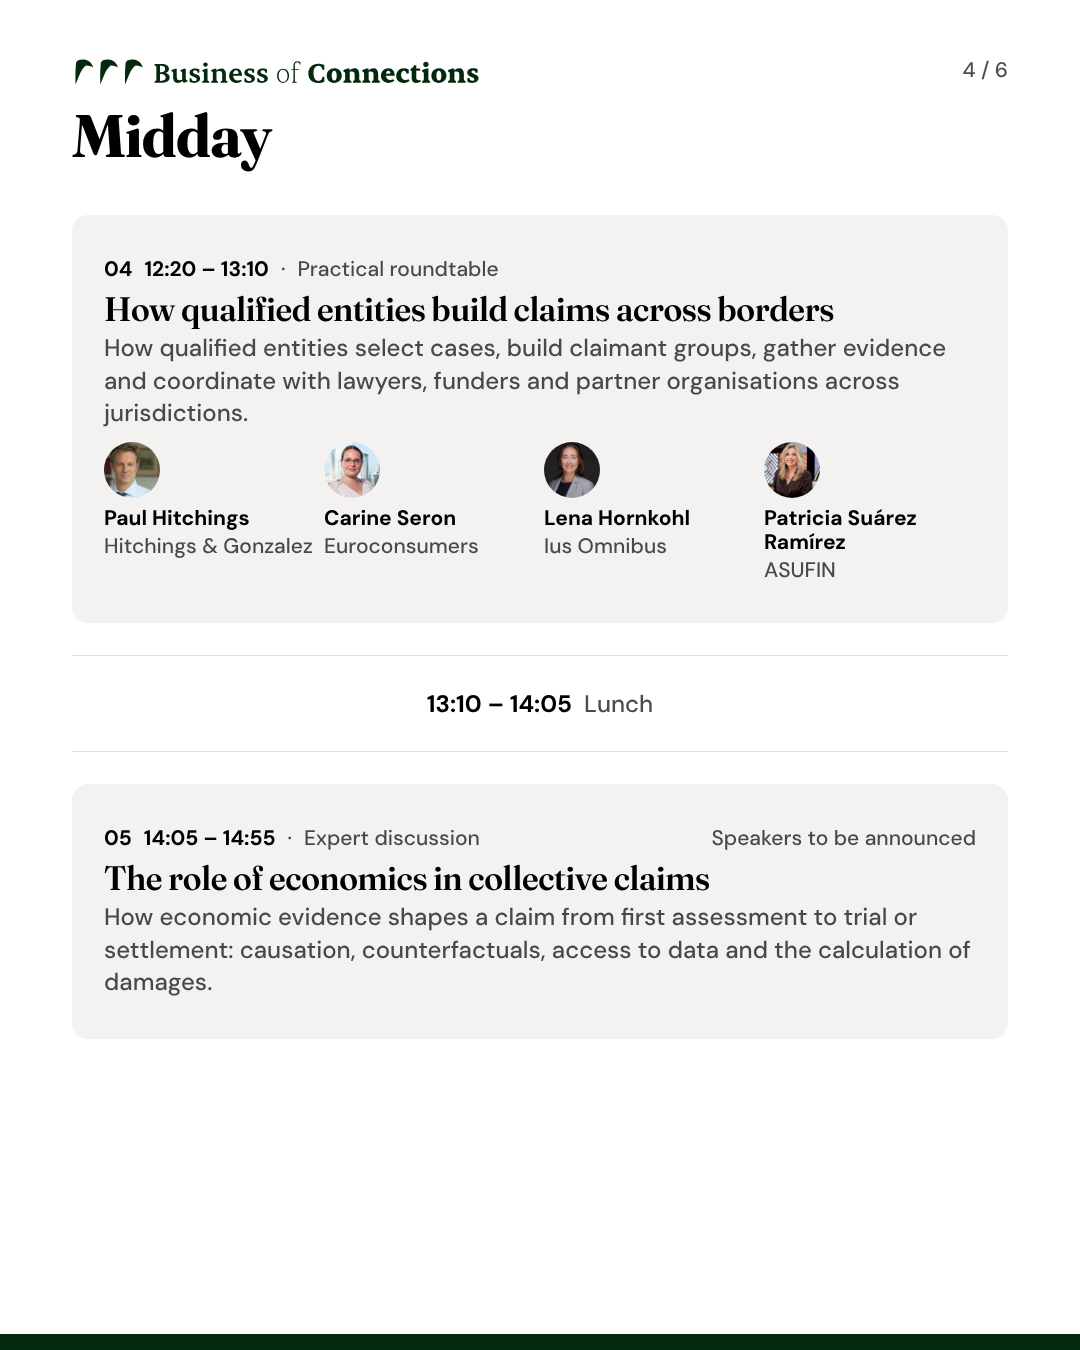 Business of Connections
4 / 6
Midday
04 12:20 – 13:10 · Practical roundtable
How qualified entities build claims across borders
How qualified entities select cases, build claimant groups, gather evidence
and coordinate with lawyers, funders and partner organisations across
jurisdictions.
Paul Hitchings
Hitchings & Gonzalez
Carine Seron
Euroconsumers
Lena Hornkohl
Ius Omnibus
Patricia Suárez
Ramírez
ASUFIN
13:10 – 14:05 Lunch
05 14:05 – 14:55 · Expert discussion
Speakers to be announced
The role of economics in collective claims
How economic evidence shapes a claim from first assessment to trial or
settlement: causation, counterfactuals, access to data and the calculation of
damages.